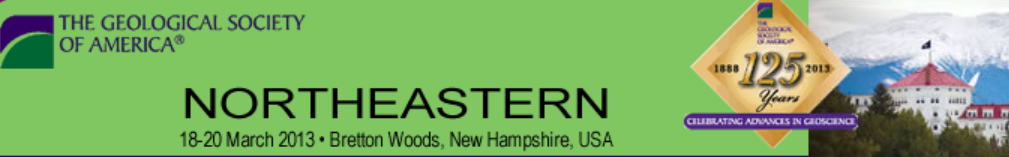 THE GEOLOGICAL SOCIETY
OF AMERICA®
NORTHEASTERN
18-20 March 2013 • Bretton Woods, New Hampshire, USA
THE
GEOLOGICAL
SOCIETY
OF AMERICA®
1888 125 2013
Years
CELEBRATING ADVANCES IN GEOSCIENCE